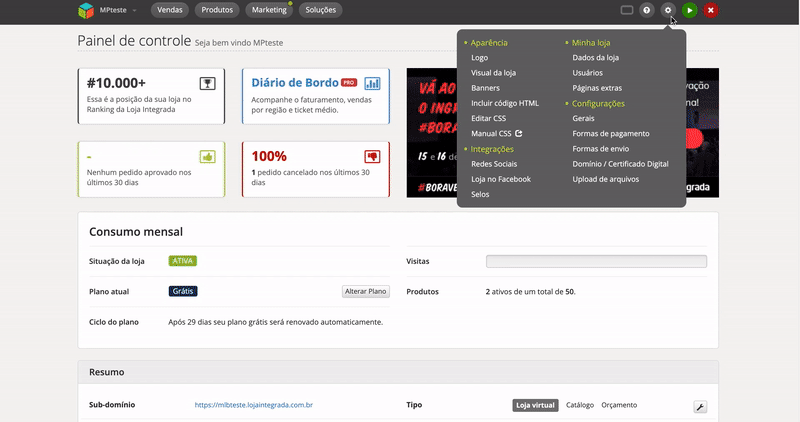 MPteste
Vendas
Produtos
Marketing
Soluções
Painel de controle Seja bem vindo MPteste
Aparência
Logo
Visual da loja
Banners
Incluir código HTML
Editar CSS
Manual CSS
Integrações
Redes Sociais
Loja no Facebook
Selos
Minha loja
Dados da loja
Usuários
Páginas extras
Configurações
Gerais
Formas de pagamento
Formas de envio
Domínio / Certificado Digital
Upload de arquivos
#10.000+
Essa é a posição da sua loja no
Ranking da Loja Integrada
Diário de Bordo PRO
Acompanhe o faturamento, vendas
por região e ticket médio.
-
Nenhum pedido aprovado nos
últimos 30 dias
100%
1 pedido cancelado nos últimos 30
dias
VÁ AO
O INGR
#BORA
15 e 16 de
#BORAVE
Consumo mensal
Situação da loja ATIVA
Visitas
Plano atual Grátis Alterar Plano
Produtos 2 ativos de um total de 50.
Ciclo do plano Após 29 dias seu plano grátis será renovado automaticamente.
Resumo
Sub-domínio https://mlbteste.lojaintegrada.com.br
Tipo Loja virtual Catálogo Orçamento